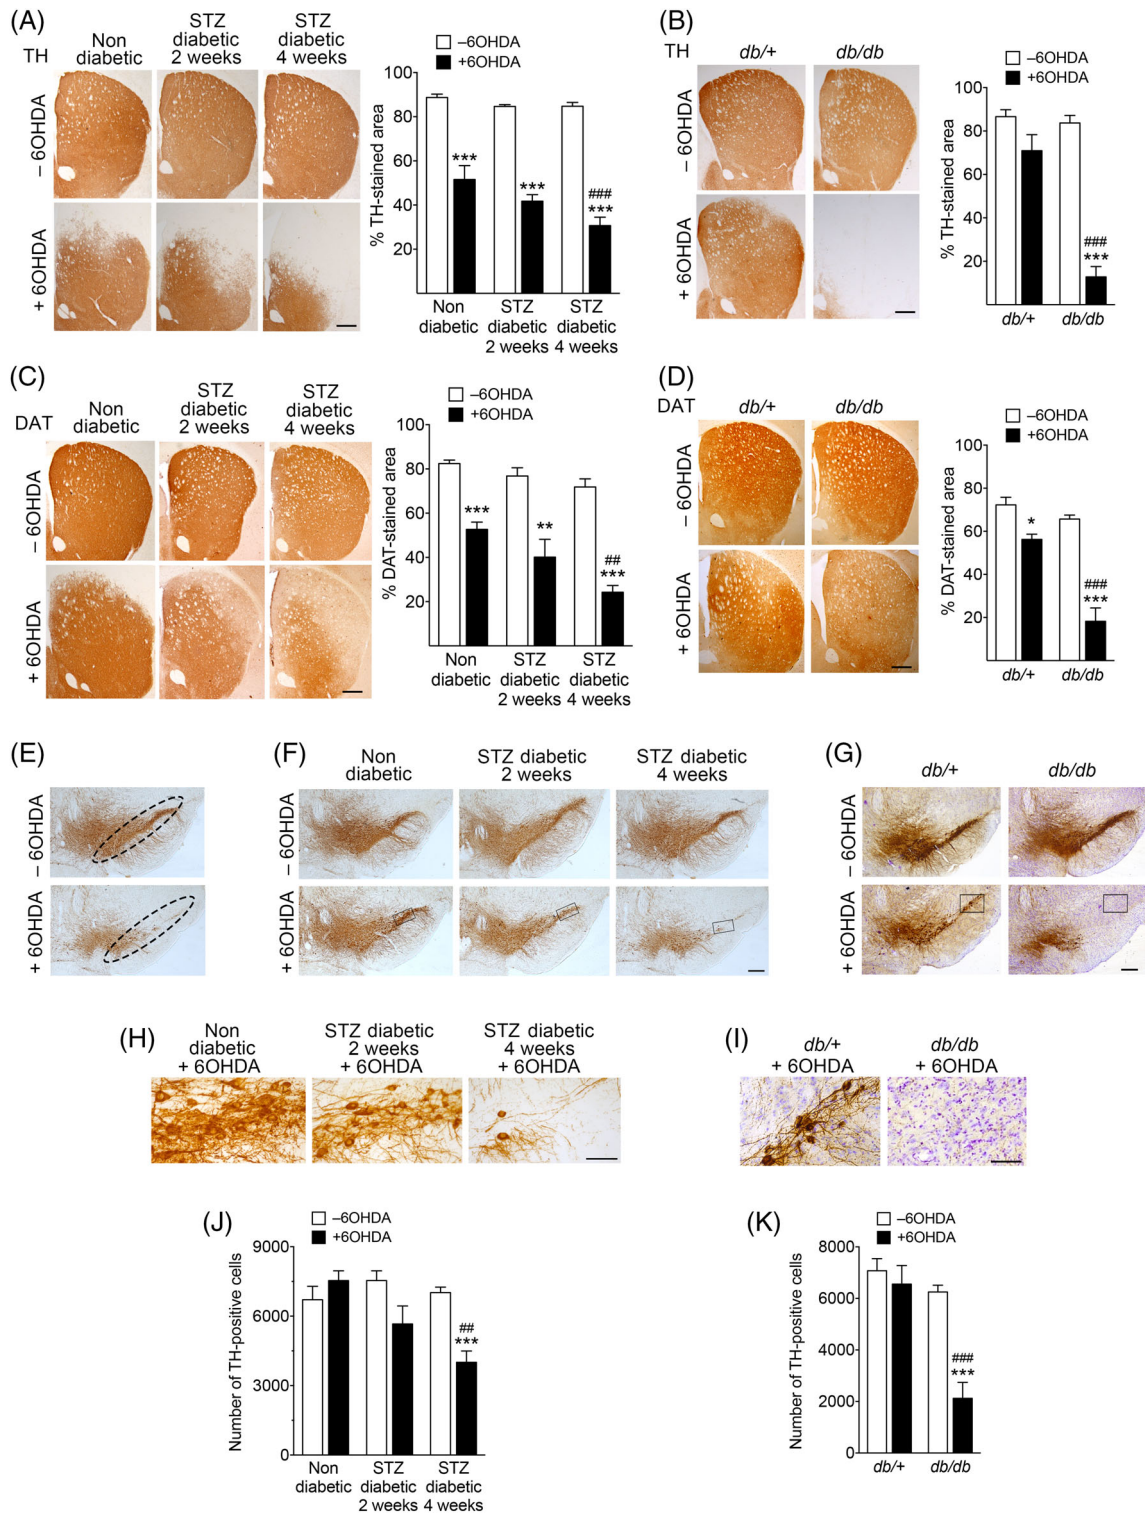 (A)
TH
Non
diabetic
STZ
diabetic
2 weeks
STZ
diabetic
4 weeks
– 6OHDA
+ 6OHDA
–6OHDA
+6OHDA
% TH-stained area
100
80
60
40
20
***
***
###
***
Non
diabetic
STZ
diabetic
2 weeks
STZ
diabetic
4 weeks
(B)
TH
db/+
db/db
– 6OHDA
+ 6OHDA
–6OHDA
+6OHDA
% TH-stained area
100
80
60
40
20
###
***
db/+
db/db
(C)
DAT
Non
diabetic
STZ
diabetic
2 weeks
STZ
diabetic
4 weeks
– 6OHDA
+ 6OHDA
–6OHDA
+6OHDA
% DAT-stained area
100
80
60
40
20
***
**
##
***
Non
diabetic
STZ
diabetic
2 weeks
STZ
diabetic
4 weeks
(D)
DAT
db/+
db/db
– 6OHDA
+ 6OHDA
–6OHDA
+6OHDA
% DAT-stained area
100
80
60
40
20
*
###
***
db/+
db/db
(E)
– 6OHDA
+ 6OHDA
(F)
Non
diabetic
STZ diabetic
2 weeks
STZ diabetic
4 weeks
– 6OHDA
+ 6OHDA
(G)
db/+
db/db
– 6OHDA
+ 6OHDA
(H)
Non
diabetic
+ 6OHDA
STZ diabetic
2 weeks
+ 6OHDA
STZ diabetic
4 weeks
+ 6OHDA
(I)
db/+
+ 6OHDA
db/db
+ 6OHDA
(J)
–6OHDA
+6OHDA
Number of TH-positive cells
9000
6000
3000
0
##
***
Non
diabetic
STZ
diabetic
2 weeks
STZ
diabetic
4 weeks
(K)
–6OHDA
+6OHDA
Number of TH-positive cells
8000
6000
4000
2000
0
###
***
db/+
db/db